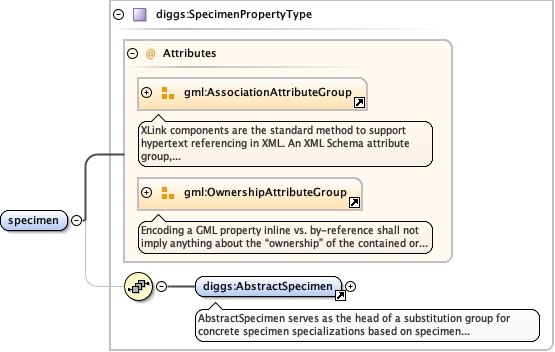 diggs:SpecimenPropertyType
@ Attributes
gml:AssociationAttributeGroup
XLink components are the standard method to support
hypertext referencing in XML. An XML Schema attribute
group,...
gml:OwnershipAttributeGroup
Encoding a GML property inline vs. by-reference shall not
imply anything about the “ownership” of the contained or...
specimen
diggs:AbstractSpecimen
AbstractSpecimen serves as the head of a substitution group for
concrete specimen specializations based on specimen...